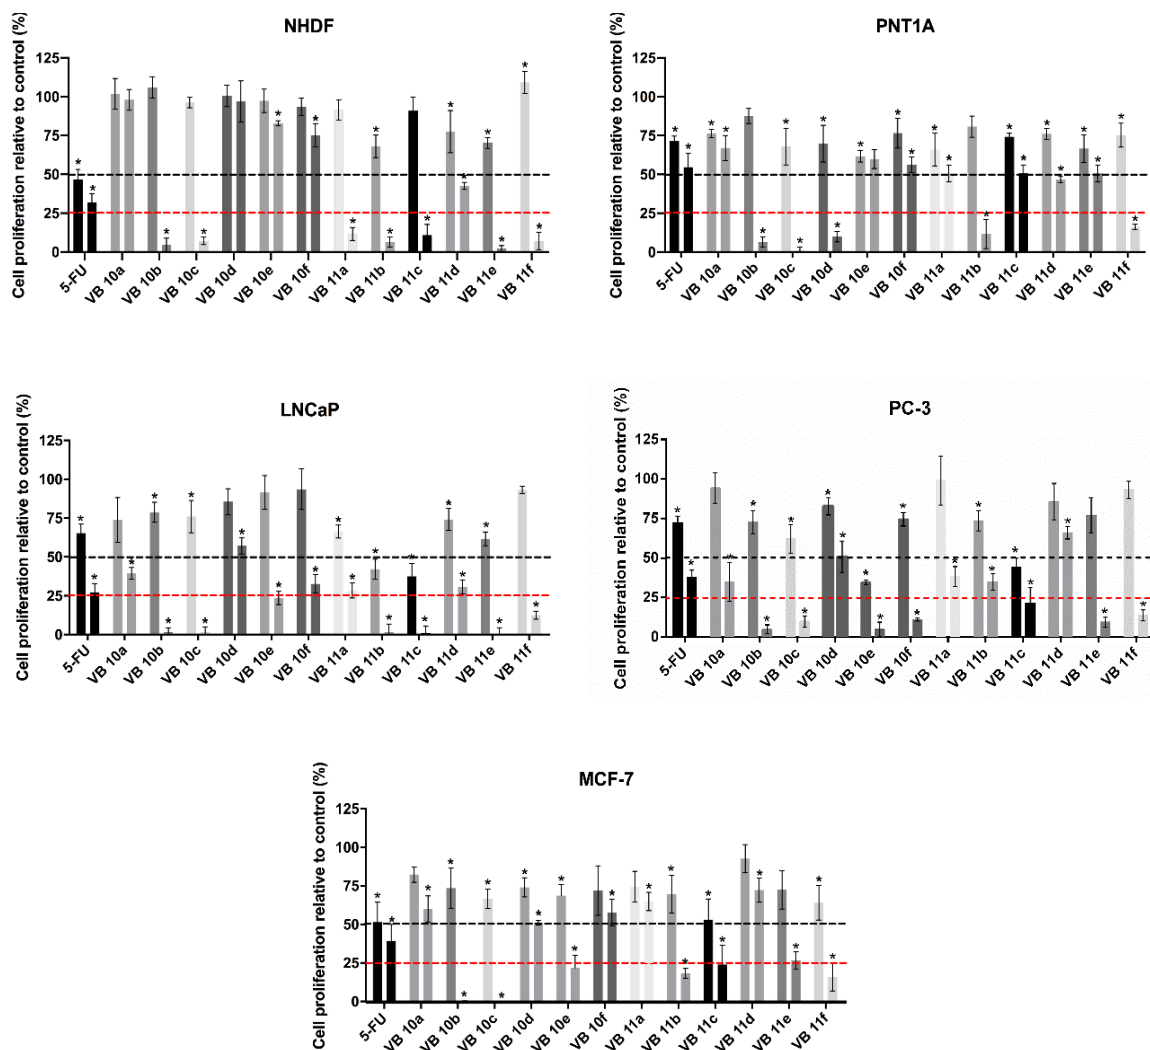 NHDF
Cell proliferation relative to control (%)
125
100
75
50
25
0
* * * * * * * * * * * * * * * * * *
5-FU VB 10a VB 10b VB 10c VB 10d VB 10e VB 10f VB 11a VB 11b VB 11c VB 11d VB 11e VB 11f
PNT1A
Cell proliferation relative to control (%)
125
100
75
50
25
0
* * * * * * * * * * * * * * * * * * * * * *
5-FU VB 10a VB 10b VB 10c VB 10d VB 10e VB 10f VB 11a VB 11b VB 11c VB 11d VB 11e VB 11f
LNCaP
Cell proliferation relative to control (%)
125
100
75
50
25
0
* * * * * * * * * * * * * * * * * * * * *
5-FU VB 10a VB 10b VB 10c VB 10d VB 10e VB 10f VB 11a VB 11b VB 11c VB 11d VB 11e VB 11f
PC-3
Cell proliferation relative to control (%)
125
100
75
50
25
0
* * * * * * * * * * * * * * * * * * * * *
5-FU VB 10a VB 10b VB 10c VB 10d VB 10e VB 10f VB 11a VB 11b VB 11c VB 11d VB 11e VB 11f
MCF-7
Cell proliferation relative to control (%)
125
100
75
50
25
0
* * * * * * * * * * * * * * * * * * * * *
5-FU VB 10a VB 10b VB 10c VB 10d VB 10e VB 10f VB 11a VB 11b VB 11c VB 11d VB 11e VB 11f